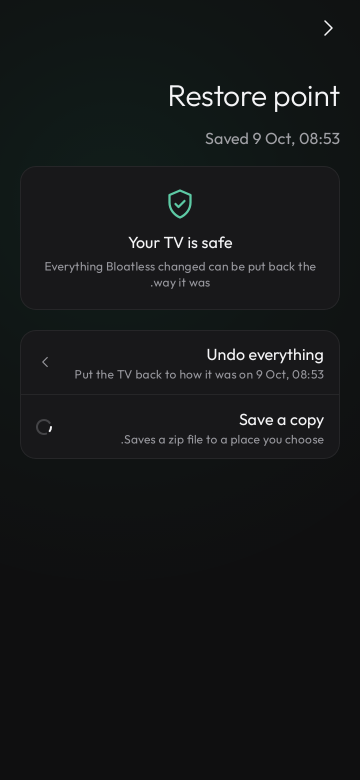 Restore point
Saved 9 Oct, 08:53
Your TV is safe
Everything Bloatless changed can be put back the
.way it was
Undo everything
Put the TV back to how it was on 9 Oct, 08:53
Save a copy
.Saves a zip file to a place you choose